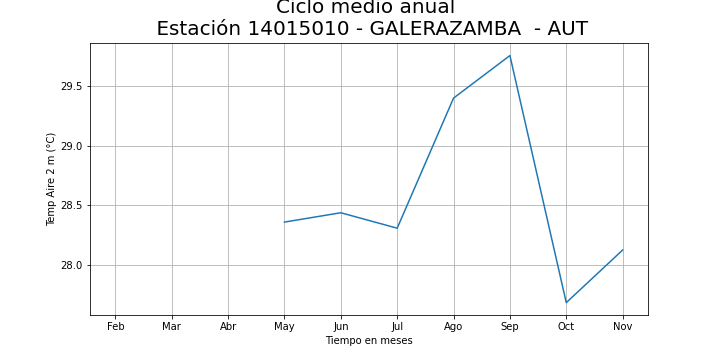 Ciclo medio anual
Estación 14015010 - GALERAZAMBA - AUT
Temp Aire 2 m (°C)
29.5
29.0
28.5
28.0
Feb Mar Abr May Jun Jul Ago Sep Oct Nov
Tiempo en meses